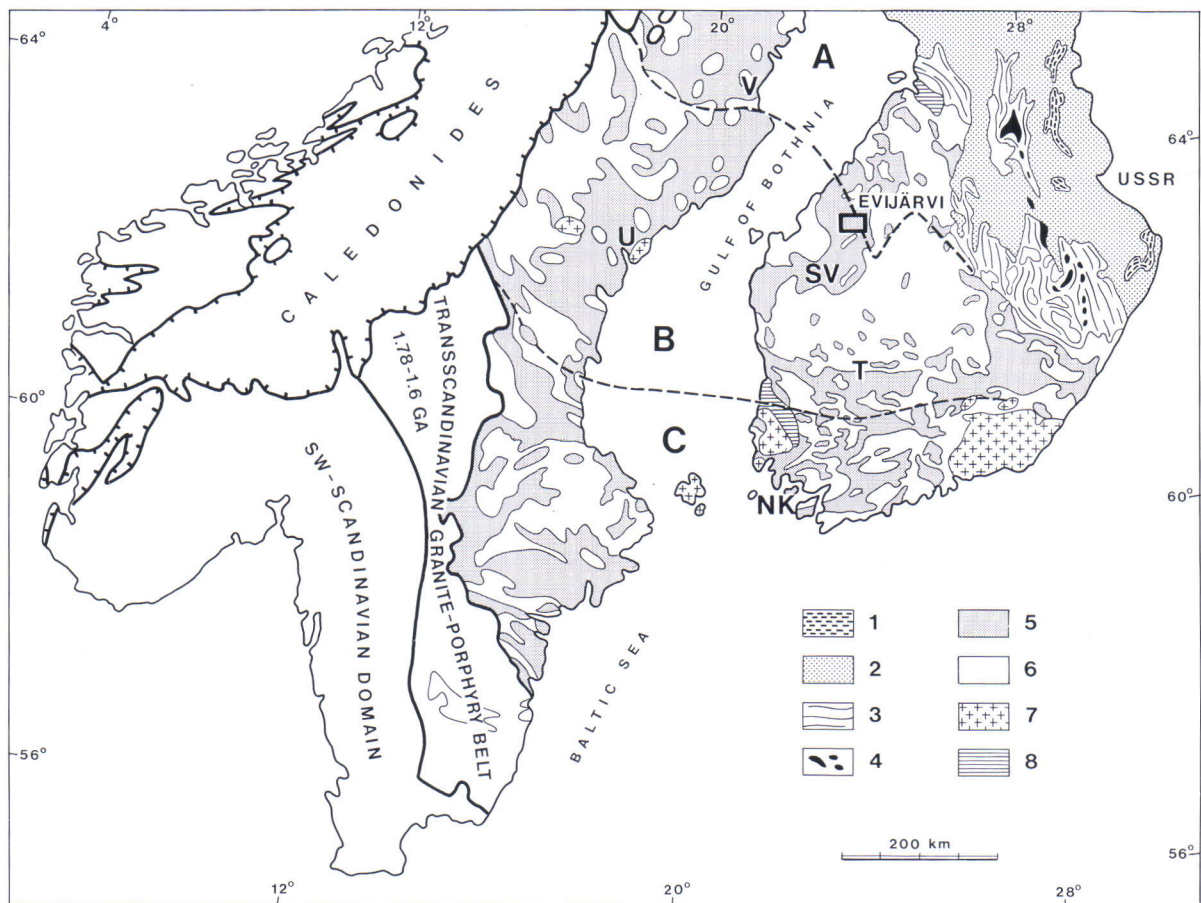 4°
12°
20°
28°
64°
64°
A
V
CALEDONIDES
GULF OF BOTHNIA
USSR
EVIJÄRVI
U
SV
TRANSSCANDINAVIAN GRANITE-PORPHYRY BELT
1.78-1.6 GA
B
T
60°
60°
C
NK
SW-SCANDINAVIAN DOMAIN
BALTIC SEA
1
5
2
6
3
7
4
8
56°
56°
200 km
12°
20°
28°